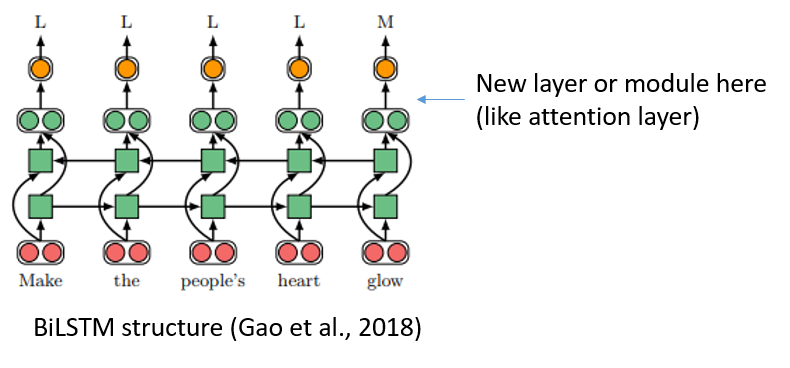 L L L L M
New layer or module here
(like attention layer)
Make the people's heart glow
BiLSTM structure (Gao et al., 2018)